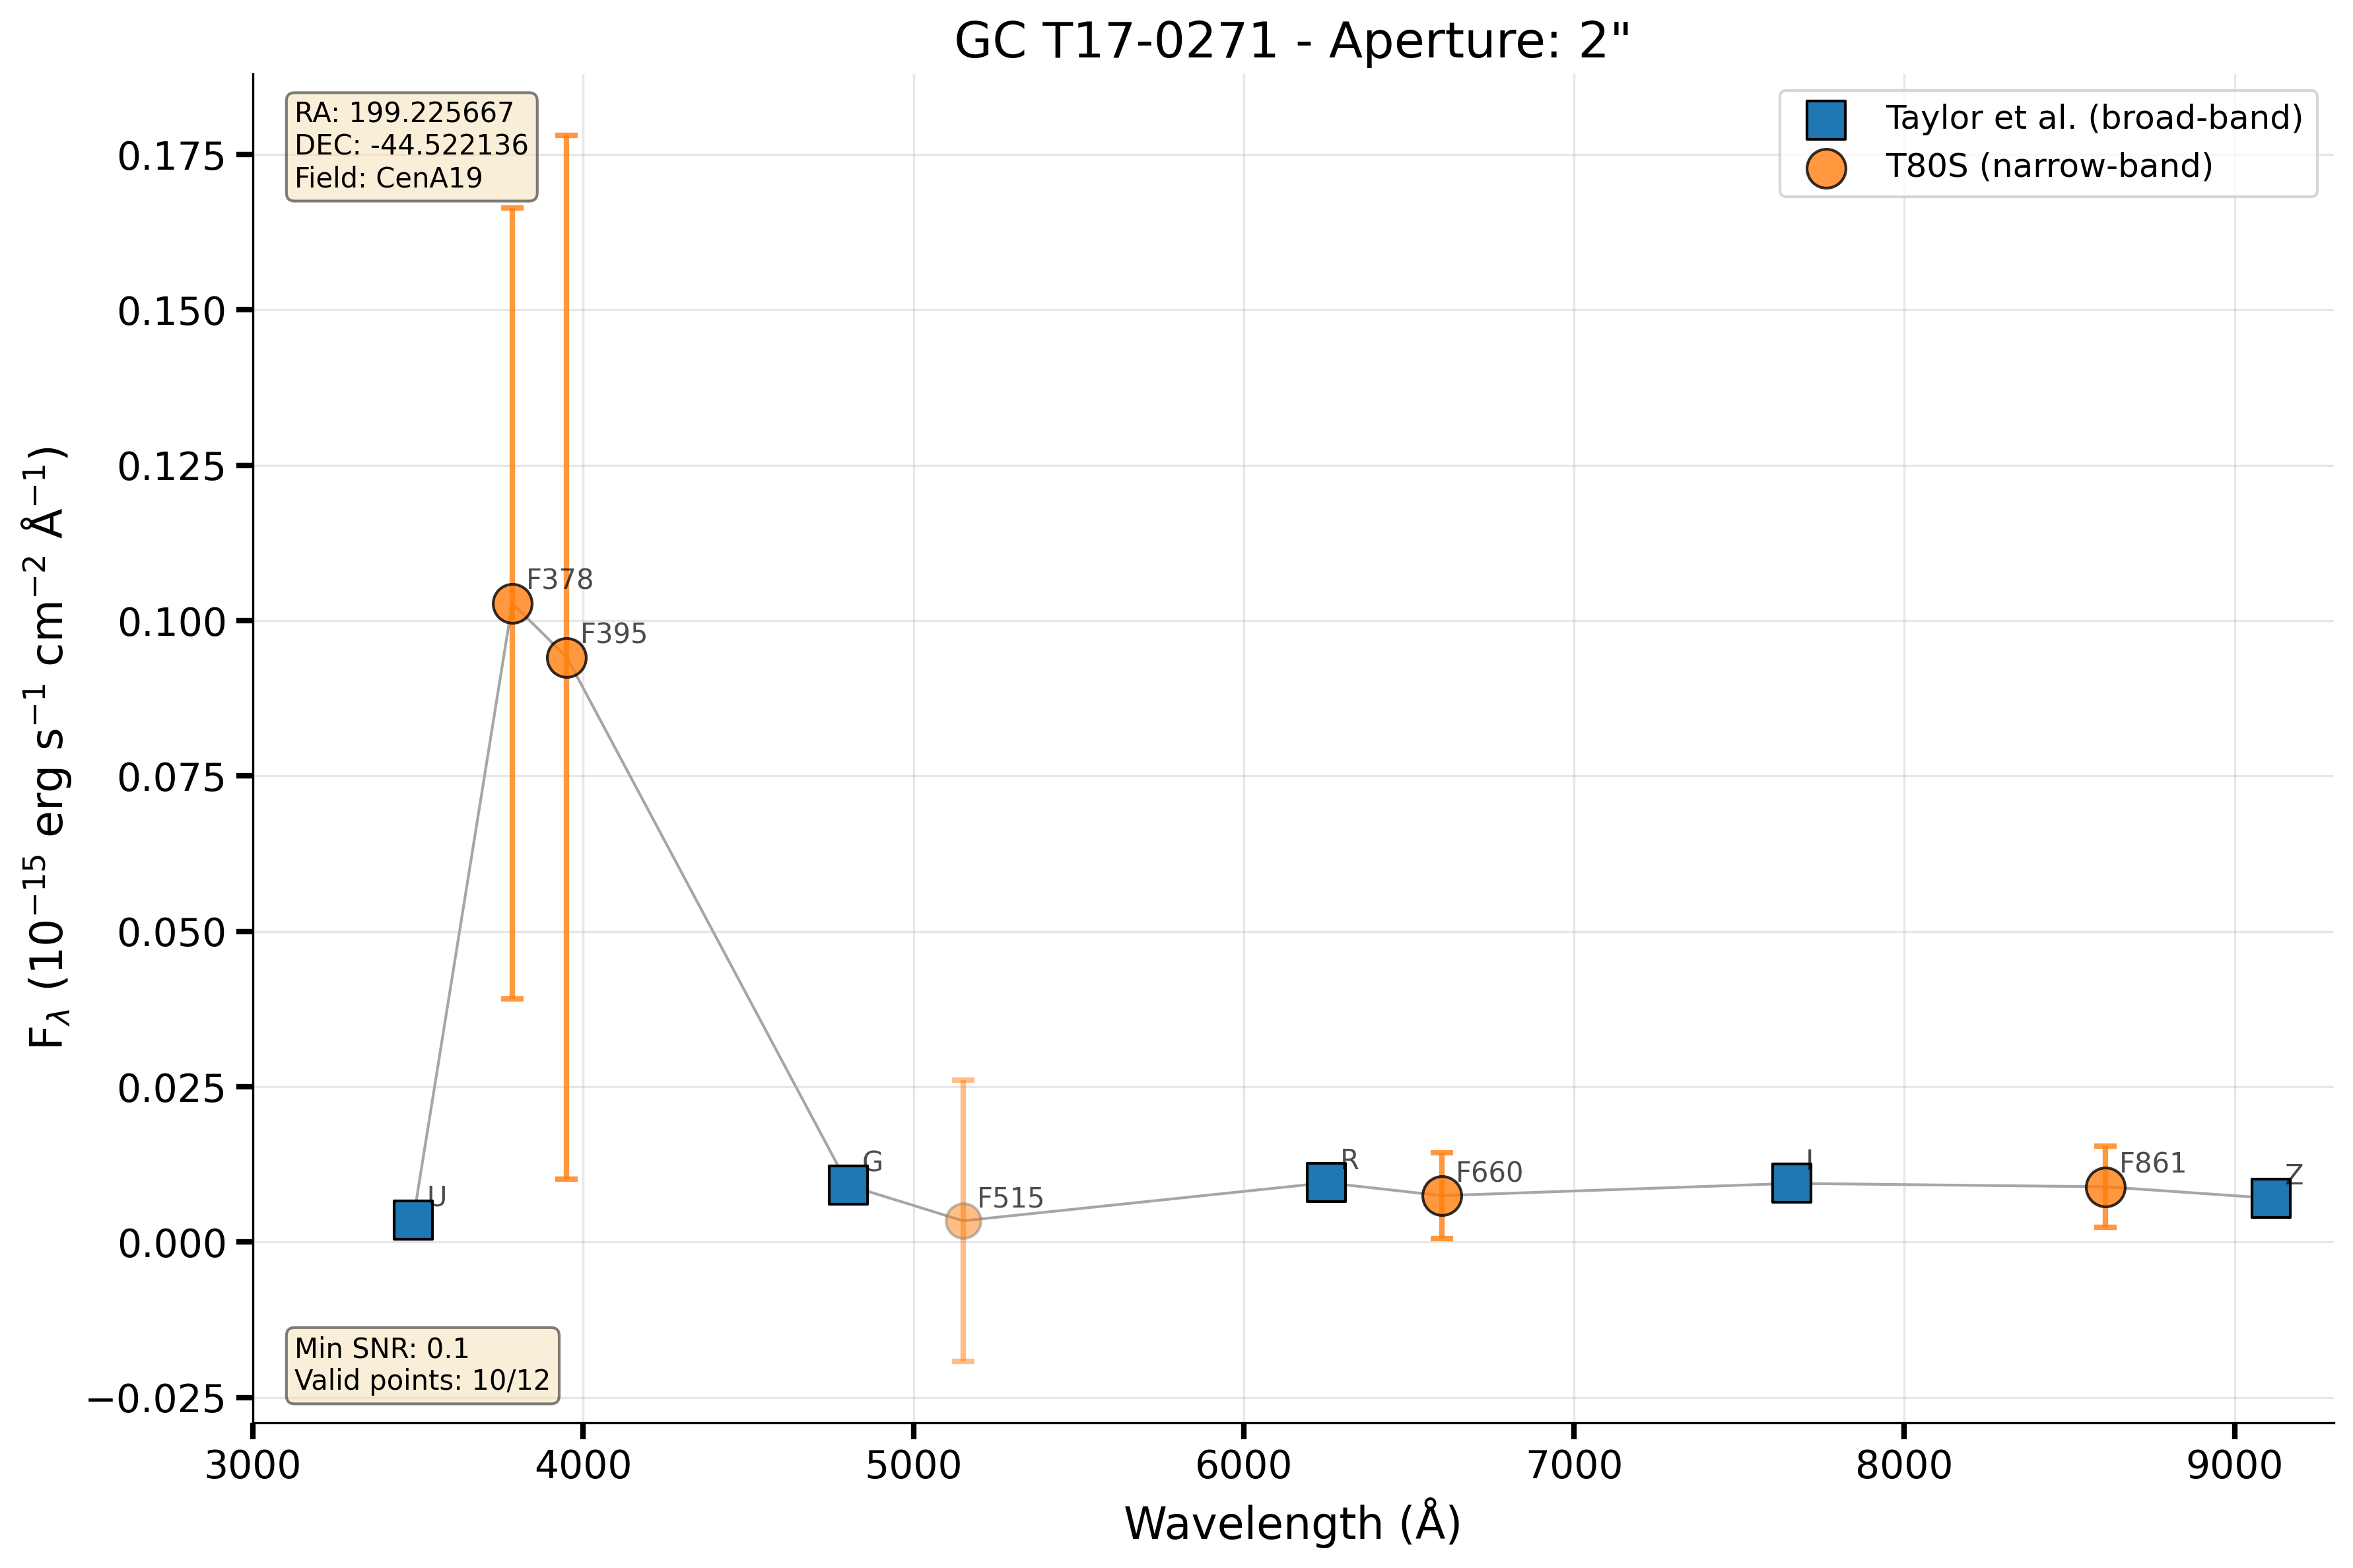 GC T17-0271 - Aperture: 2"
RA: 199.225667
DEC: -44.522136
Field: CenA19
Taylor et al. (broad-band)
T80S (narrow-band)
0.175
0.150
0.125
0.100
0.075
0.050
0.025
0.000
−0.025
F_λ (10⁻¹⁵ erg s⁻¹ cm⁻² Å⁻¹)
F378
F395
U
G
F515
R
F660
I
F861
Z
Min SNR: 0.1
Valid points: 10/12
3000 4000 5000 6000 7000 8000 9000
Wavelength (Å)